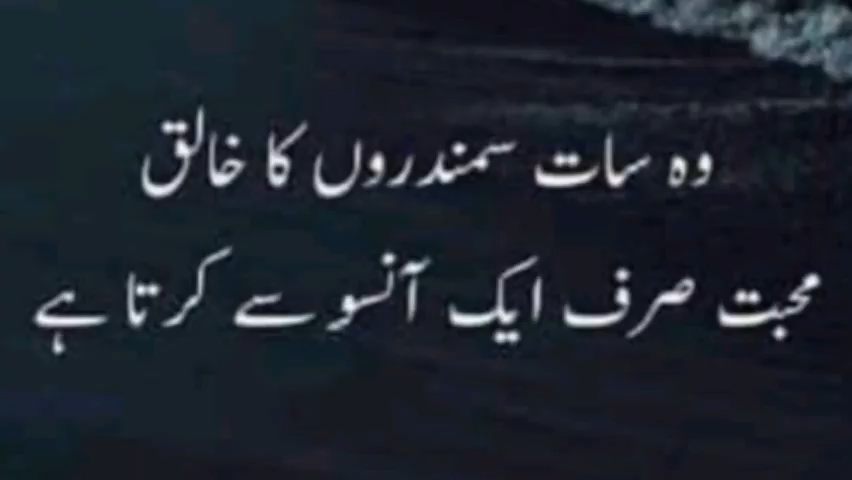 وہ سات سمندروں کا خالق
محبت صرف ایک آنسو سے کرتا ہے